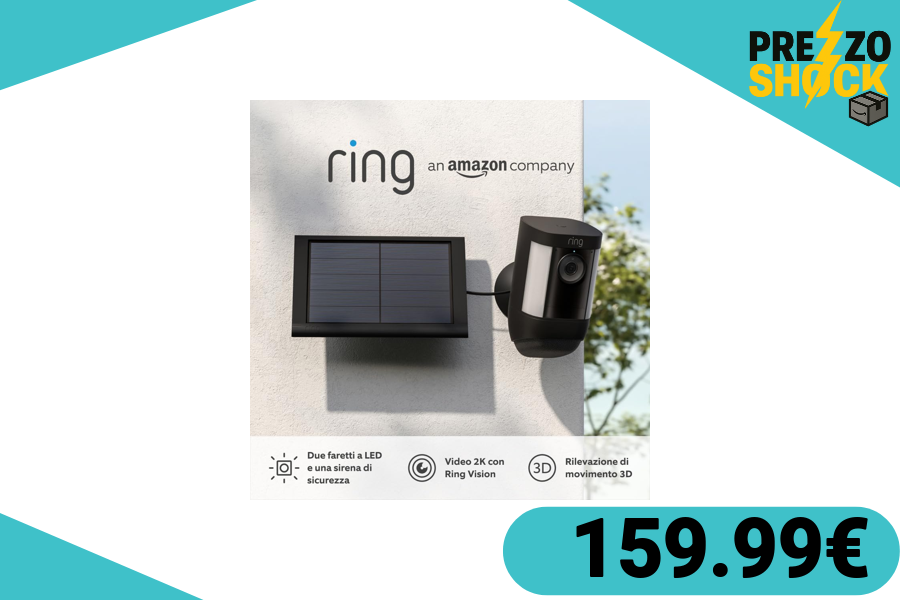 PREZZO
SHOCK
ring an amazon company
ring
Due faretti a LED
e una sirena di
sicurezza
Video 2K con
Ring Vision
3D
Rilevazione di
movimento 3D
159.99€